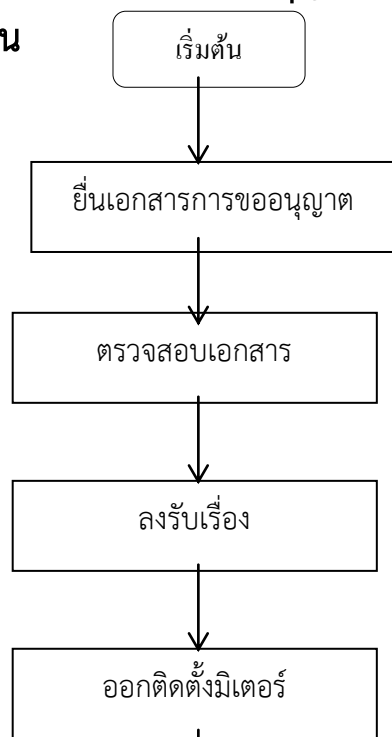 น
เริ่มต้น
ยื่นเอกสารการขออนุญาต
ตรวจสอบเอกสาร
ลงรับเรื่อง
ออกติดตั้งมิเตอร์